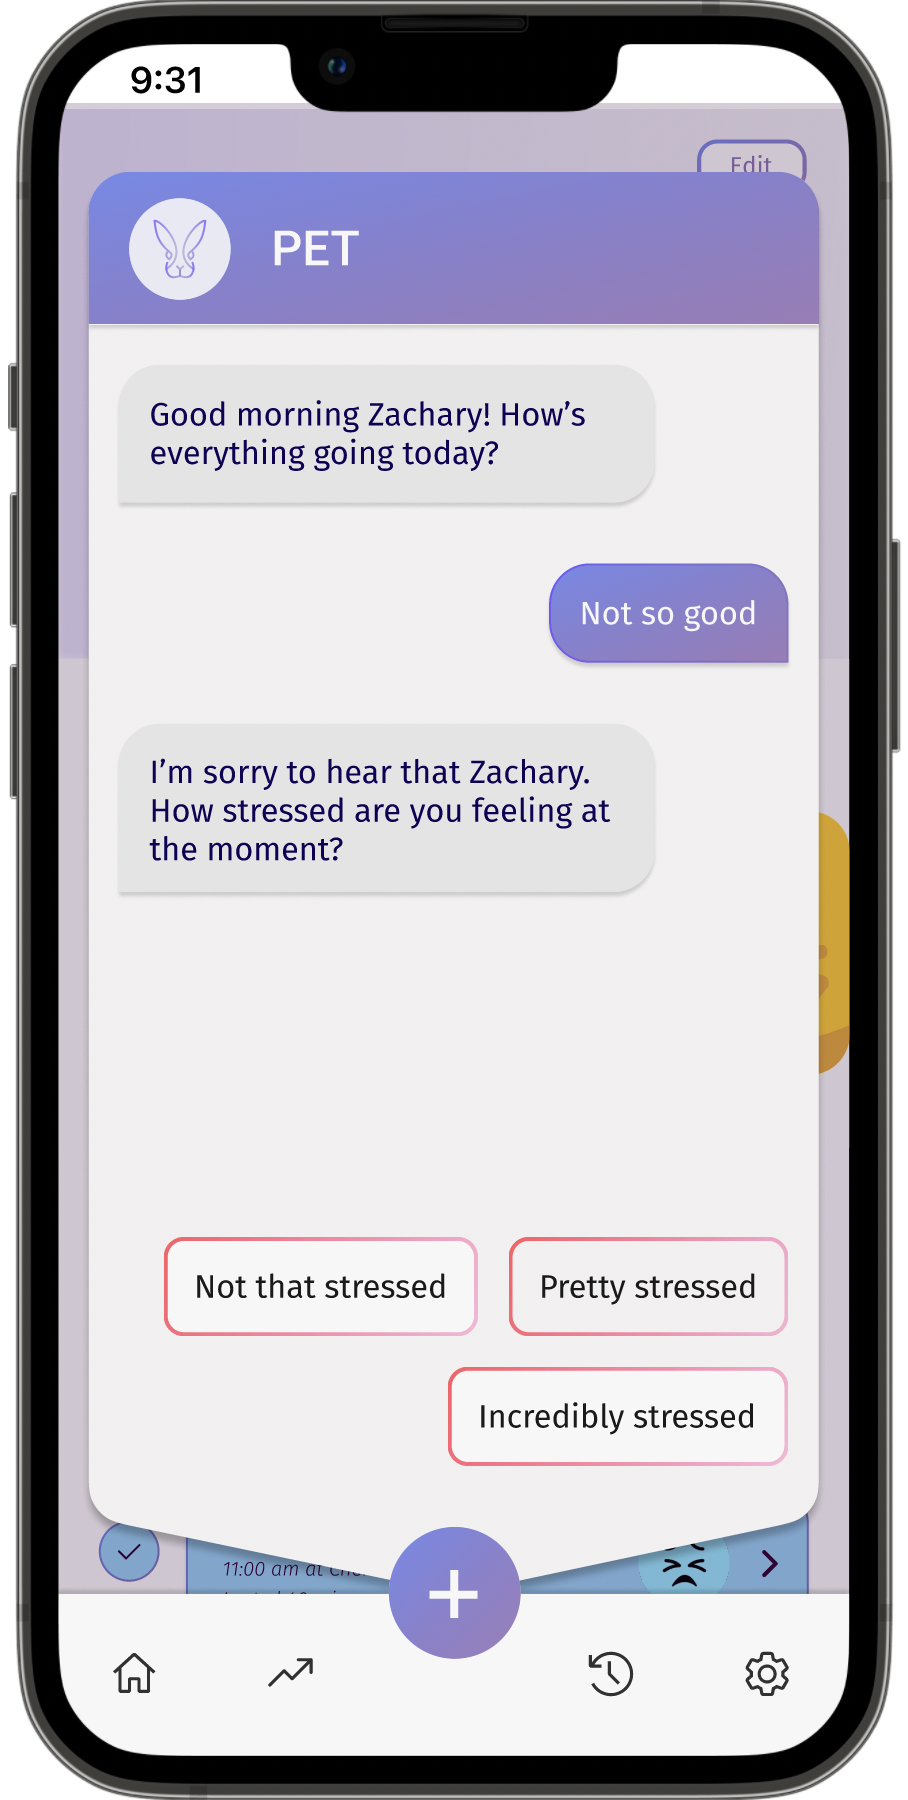 9:31
Edit
PET
Good morning Zachary! How’s
everything going today?
Not so good
I’m sorry to hear that Zachary.
How stressed are you feeling at
the moment?
Not that stressed
Pretty stressed
Incredibly stressed
11:00 am at